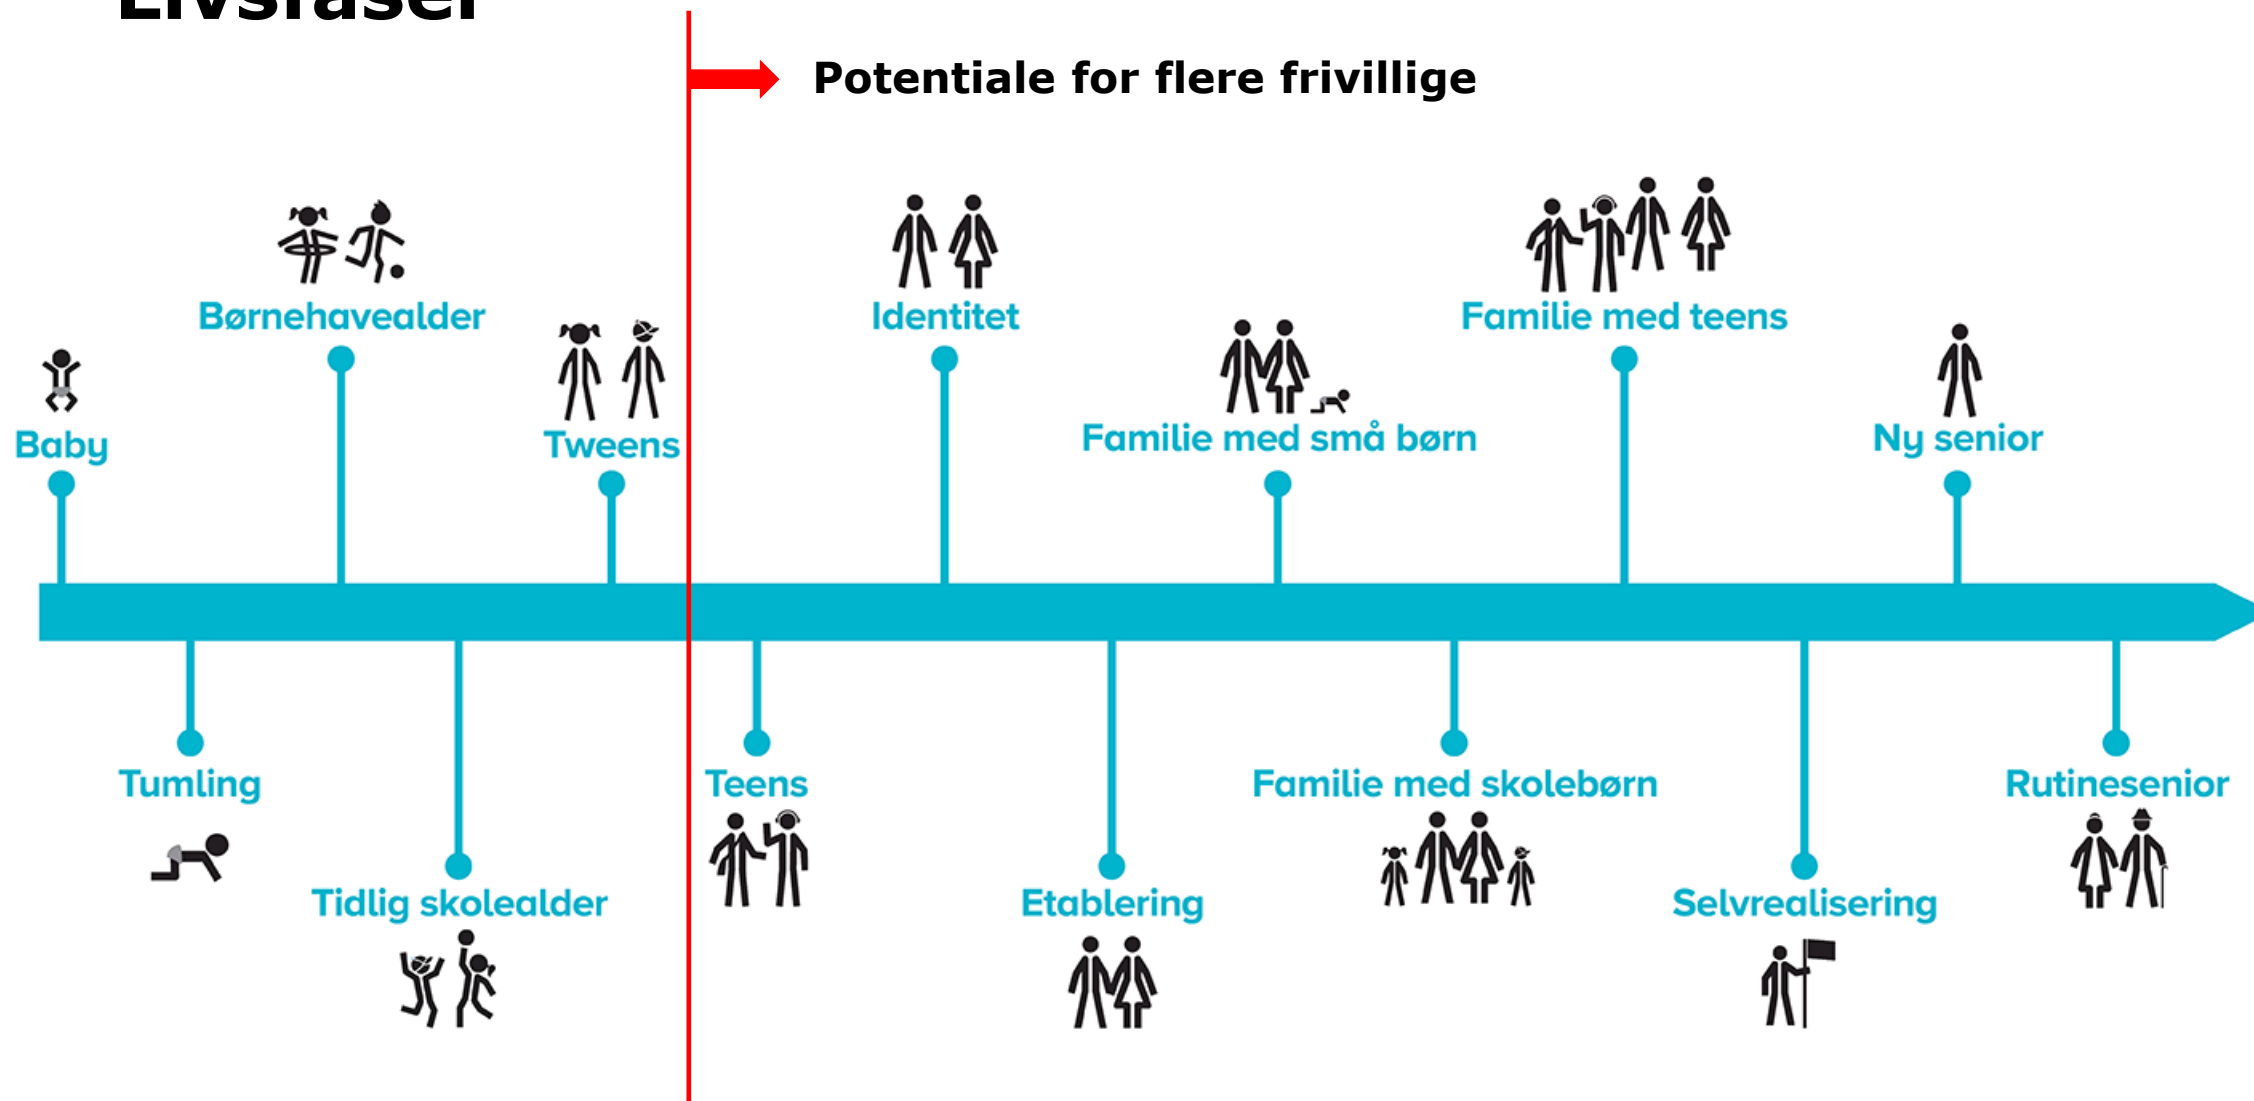 Livsfaser
Potentiale for flere frivillige
Børnehavealder
Identitet
Familie med teens
Baby
Tweens
Familie med små børn
Ny senior
Tumling
Teens
Familie med skolebørn
Rutinesenior
Tidlig skolealder
Etablering
Selvrealisering